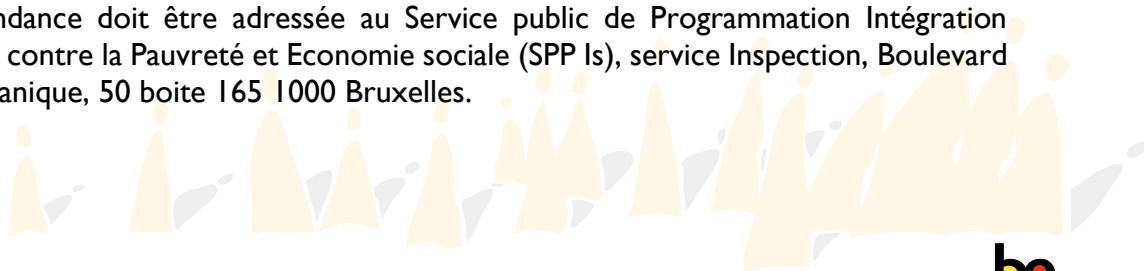 ndance doit être adressée au Service public de Programmation Intégration
contre la Pauvreté et Economie sociale (SPP Is), service Inspection, Boulevard
anique, 50 boite 165 1000 Bruxelles.
be